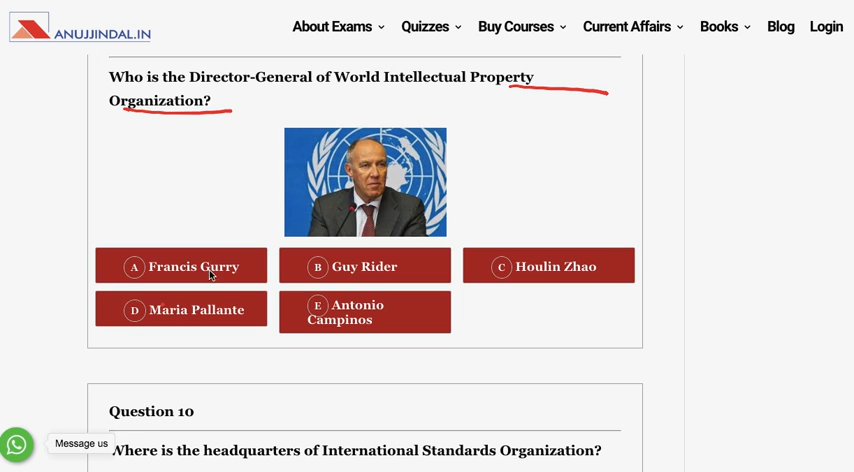 ANUJJINDAL.IN
About Exams Quizzes Buy Courses Current Affairs Books Blog Login
Who is the Director-General of World Intellectual Property
Organization?
A Francis Gurry
B Guy Rider
C Houlin Zhao
D Maria Pallante
E Antonio
Campinos
Question 10
Where is the headquarters of International Standards Organization?
Message us